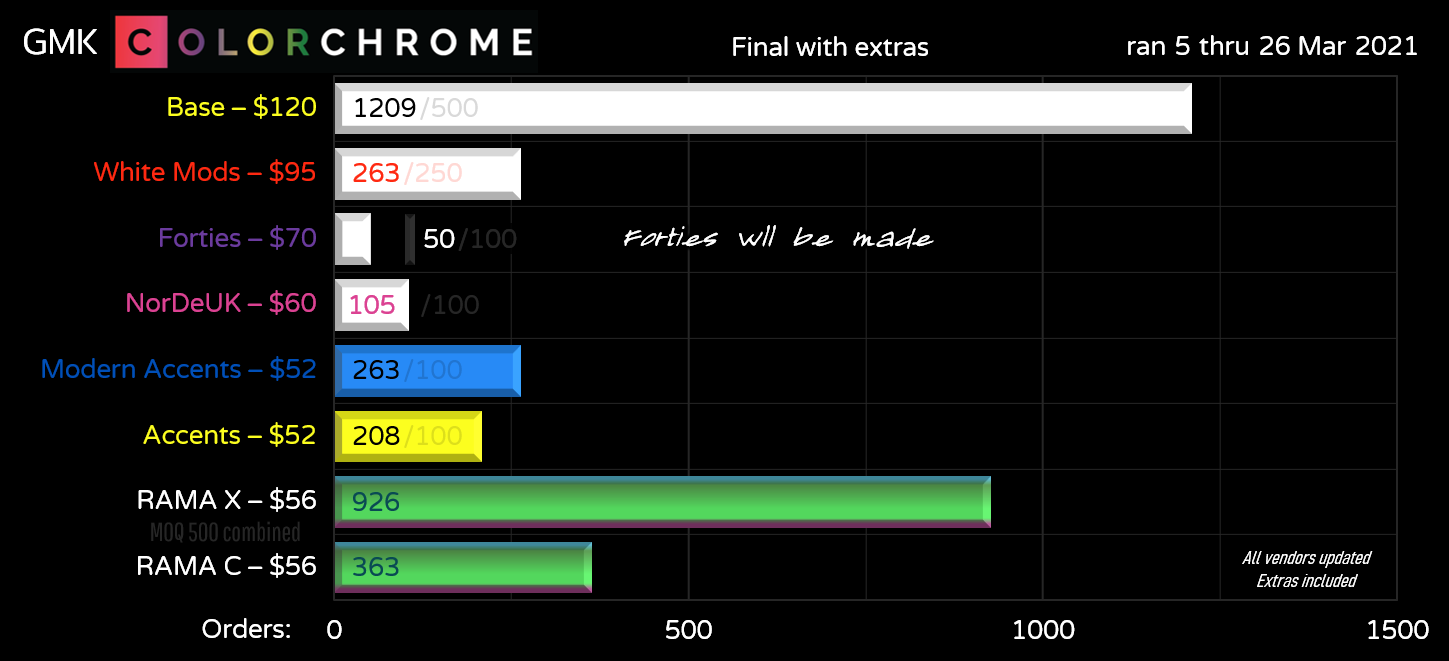 GMK COLORCHROME Final with extras ran 5 thru 26 Mar 2021
Base – $120 1209/500
White Mods – $95 263/250
Forties – $70 50/100 Forties wll be made
NorDeUK – $60 105 /100
Modern Accents – $52 263/100
Accents – $52 208/100
RAMA X – $56 926
MOQ 500 combined
RAMA C – $56 363
All vendors updated
Extras included
Orders: 0 500 1000 1500